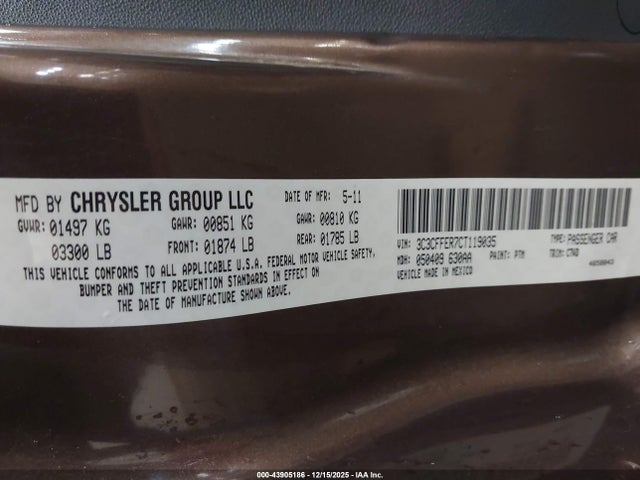 MFD BY CHRYSLER GROUP LLC DATE OF MFR: 5-11
GVWR: 01497 KG GAWR: 00851 KG GAWR: 00810 KG
03300 LB FRONT: 01874 LB REAR: 01785 LB
THIS VEHICLE CONFORMS TO ALL APPLICABLE U.S.A. FEDERAL MOTOR VEHICLE SAFETY,
BUMPER AND THEFT PREVENTION STANDARDS IN EFFECT ON
THE DATE OF MANUFACTURE SHOWN ABOVE.
VIN: 3C3CFFER7CT119035 TYPE: PASSENGER CAR
MDH: 050409 630AA PAINT: PTM TRIM: C7AD
VEHICLE MADE IN MEXICO
000-43905186 - 12/15/2025 - IAA Inc.